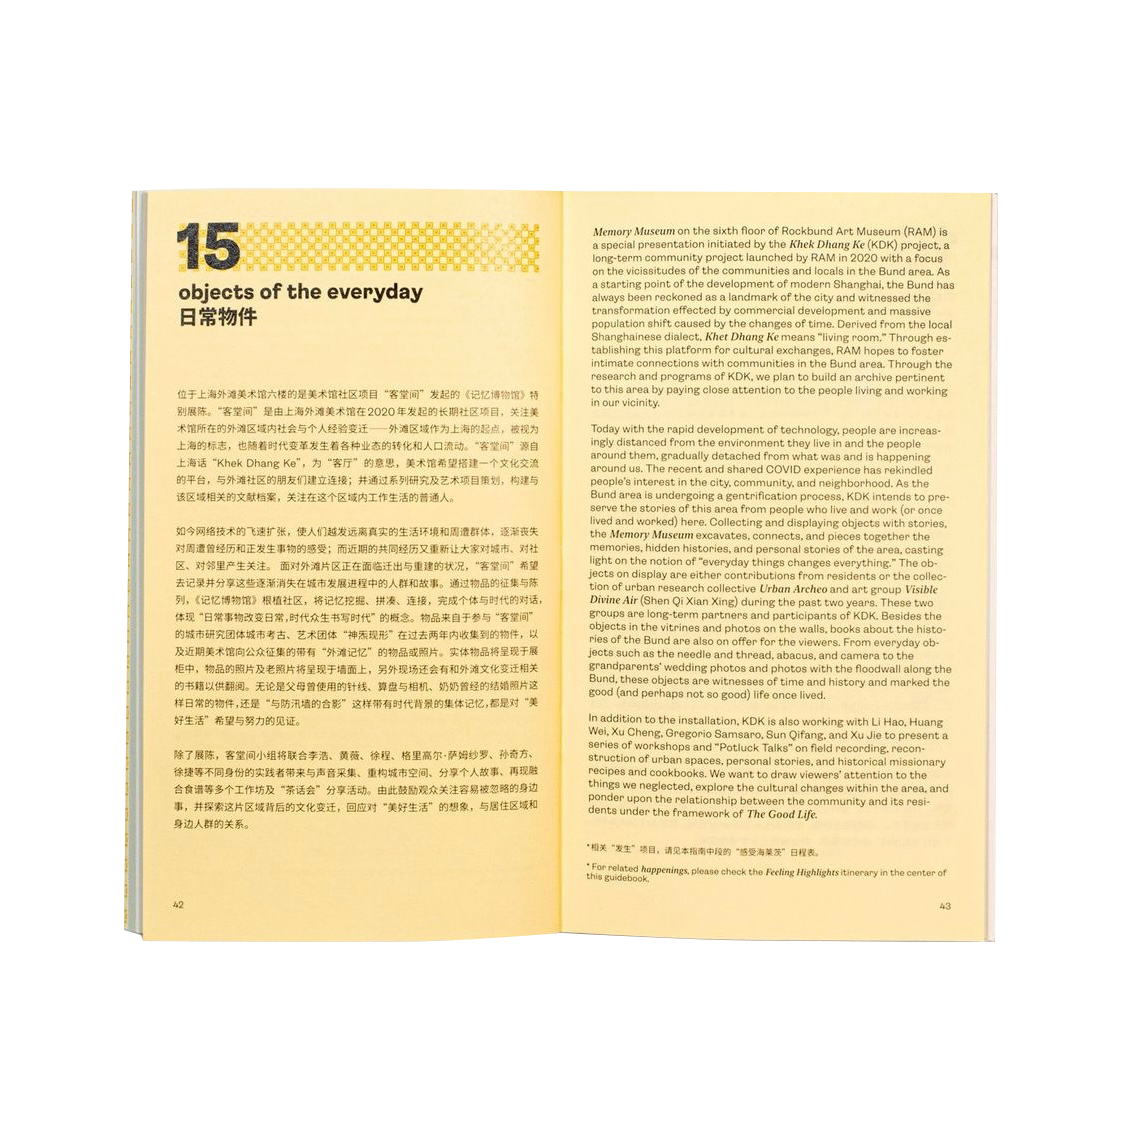 15
objects of the everyday
日常物件
位于上海外滩美术馆六楼的是美术馆社区项目“客堂间”发起的《记忆博物馆》特
别展陈。“客堂间”是由上海外滩美术馆在2020年发起的长期社区项目，关注美
术馆所在的外滩区域内社会与个人经验变迁——外滩区域作为上海的起点，被视为
上海的标志，也随着时代变革发生着各种业态的转化和人口流动。“客堂间”源自
上海话“Khek Dhang Ke”，为“客厅”的意思，美术馆希望搭建一个文化交流
的平台，与外滩社区的朋友们建立连接；并通过系列研究及艺术项目策划，构建与
该区域相关的文献档案，关注在这个区域内工作生活的普通人。
如今网络技术的飞速扩张，使人们越发远离真实的生活环境和周遭群体，逐渐丧失
对周遭曾经历和正发生事物的感受；而近期的共同经历又重新让大家对城市、对社
区、对邻里产生关注。 面对外滩片区正在面临迁出与重建的状况，“客堂间”希望
去记录并分享这些逐渐消失在城市发展进程中的人群和故事。通过物品的征集与陈
列，《记忆博物馆》根植社区，将记忆挖掘、拼凑、连接，完成个体与时代的对话，
体现“日常事物改变日常，时代众生书写时代”的概念。物品来自于参与“客堂间”
的城市研究团体城市考古、艺术团体“神炁现形”在过去两年内收集到的物件，以
及近期美术馆向公众征集的带有“外滩记忆”的物品或照片。实体物品将呈现于展
柜中，物品的照片及老照片将呈现于墙面上，另外现场还会有和外滩文化变迁相关
的书籍以供翻阅。无论是父母曾使用的针线、算盘与相机、奶奶曾经的结婚照片这
样日常的物件，还是“与防汛墙的合影”这样带有时代背景的集体记忆，都是对“美
好生活”希望与努力的见证。
除了展陈，客堂间小组将联合李浩、黄薇、徐程、格里高尔·萨姆纱罗、孙奇方、
徐捷等不同身份的实践者带来与声音采集、重构城市空间、分享个人故事、再现融
合食谱等多个工作坊及“茶话会”分享活动。由此鼓励观众关注容易被忽略的身边
事，并探索这片区域背后的文化变迁，回应对“美好生活”的想象，与居住区域和
身边人群的关系。
42
Memory Museum on the sixth floor of Rockbund Art Museum (RAM) is
a special presentation initiated by the Khek Dhang Ke (KDK) project, a
long-term community project launched by RAM in 2020 with a focus
on the vicissitudes of the communities and locals in the Bund area. As
a starting point of the development of modern Shanghai, the Bund has
always been reckoned as a landmark of the city and witnessed the
transformation effected by commercial development and massive
population shift caused by the changes of time. Derived from the local
Shanghainese dialect, Khet Dhang Ke means “living room.” Through es-
tablishing this platform for cultural exchanges, RAM hopes to foster
intimate connections with communities in the Bund area. Through the
research and programs of KDK, we plan to build an archive pertinent
to this area by paying close attention to the people living and working
in our vicinity.
Today with the rapid development of technology, people are increas-
ingly distanced from the environment they live in and the people
around them, gradually detached from what was and is happening
around us. The recent and shared COVID experience has rekindled
people’s interest in the city, community, and neighborhood. As the
Bund area is undergoing a gentrification process, KDK intends to pre-
serve the stories of this area from people who live and work (or once
lived and worked) here. Collecting and displaying objects with stories,
the Memory Museum excavates, connects, and pieces together the
memories, hidden histories, and personal stories of the area, casting
light on the notion of “everyday things changes everything.” The ob-
jects on display are either contributions from residents or the collec-
tion of urban research collective Urban Archeo and art group Visible
Divine Air (Shen Qi Xian Xing) during the past two years. These two
groups are long-term partners and participants of KDK. Besides the
objects in the vitrines and photos on the walls, books about the histo-
ries of the Bund are also on offer for the viewers. From everyday ob-
jects such as the needle and thread, abacus, and camera to the
grandparents’ wedding photos and photos with the floodwall along the
Bund, these objects are witnesses of time and history and marked the
good (and perhaps not so good) life once lived.
In addition to the installation, KDK is also working with Li Hao, Huang
Wei, Xu Cheng, Gregorio Samsaro, Sun Qifang, and Xu Jie to present a
series of workshops and “Potluck Talks” on field recording, recon-
struction of urban spaces, personal stories, and historical missionary
recipes and cookbooks. We want to draw viewers’ attention to the
things we neglected, explore the cultural changes within the area, and
ponder upon the relationship between the community and its resi-
dents under the framework of The Good Life.
*相关“发生”项目，请见本指南中段的“感受海莱茨”日程表。
* For related happenings, please check the Feeling Highlights itinerary in the center of
this guidebook.
43